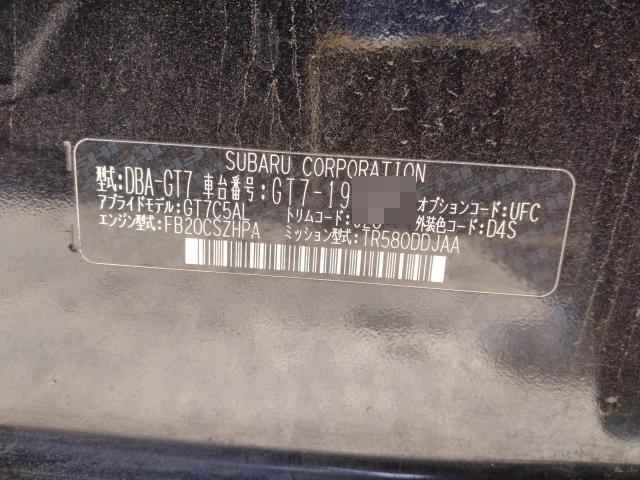 SUBARU CORPORATION
型式:DBA-GT7 車台番号:GT7-19
アプライドモデル:GT7C5AL トリムコード: オプションコード:UFC
エンジン型式:FB20CSZHPA ミッション型式:TR580DDJAA 外装色コード:D4S